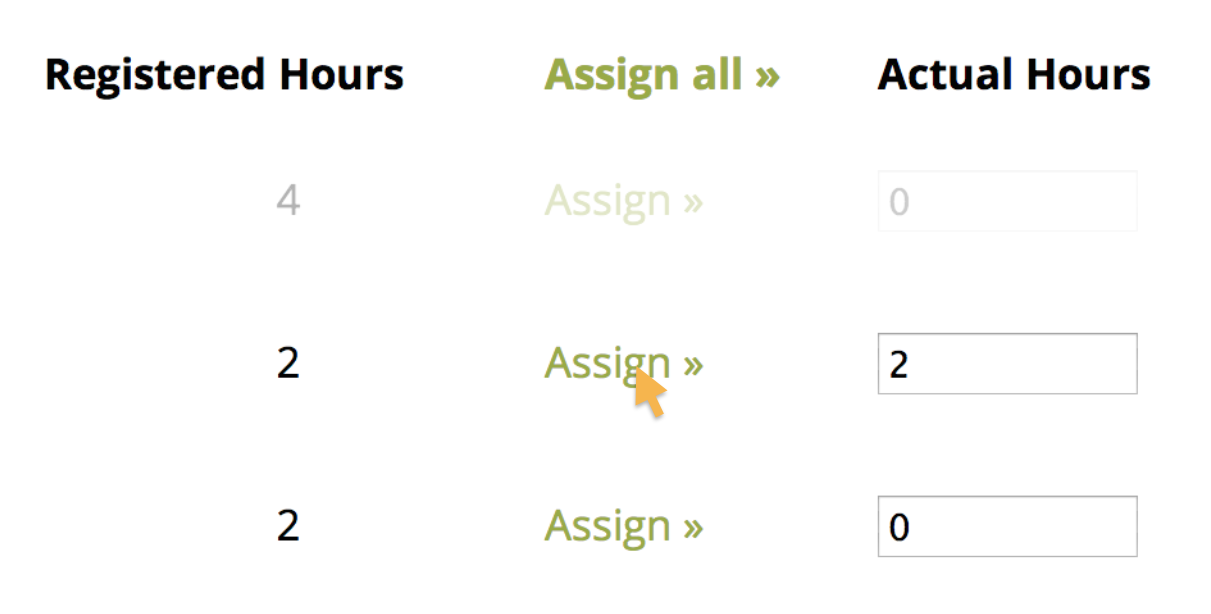 Registered Hours Assign all » Actual Hours
4 Assign » 0
2 Assign » 2
2 Assign » 0